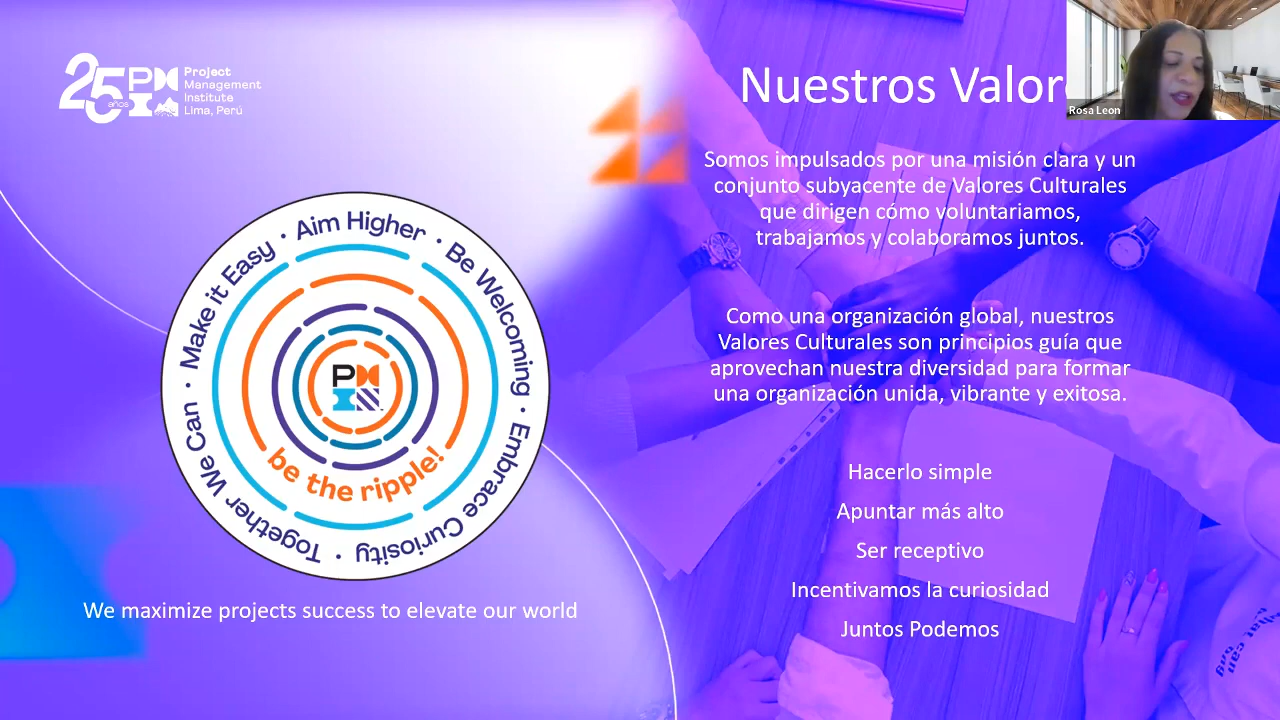 25 años
Project
Management
Institute
Lima, Perú
Nuestros Valor
Rosa Leon
Somos impulsados por una misión clara y un
conjunto subyacente de Valores Culturales
que dirigen cómo voluntariamos,
trabajamos y colaboramos juntos.
Como una organización global, nuestros
Valores Culturales son principios guía que
aprovechan nuestra diversidad para formar
una organización unida, vibrante y exitosa.
Hacerlo simple
Apuntar más alto
Ser receptivo
Incentivamos la curiosidad
Juntos Podemos
Make it Easy · Aim Higher · Be Welcoming · Embrace Curiosity · Together We Can ·
be the ripple!
We maximize projects success to elevate our world